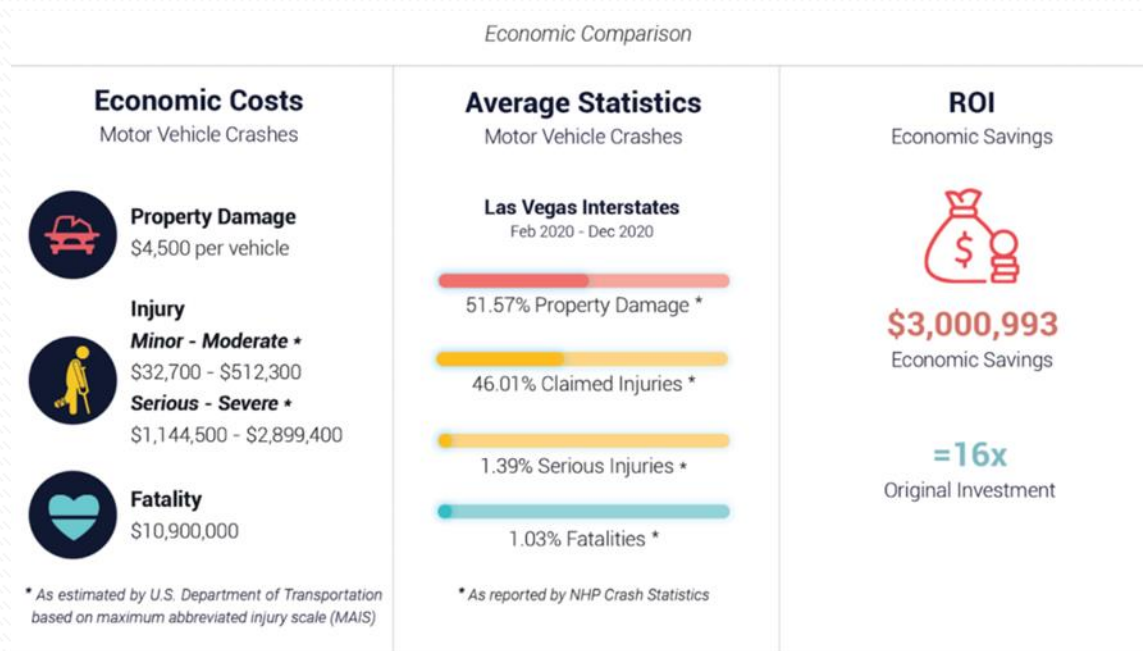 Economic Comparison
Economic Costs
Motor Vehicle Crashes
Property Damage
$4,500 per vehicle
Injury
Minor - Moderate *
$32,700 - $512,300
Serious - Severe *
$1,144,500 - $2,899,400
Fatality
$10,900,000
* As estimated by U.S. Department of Transportation
based on maximum abbreviated injury scale (MAIS)
Average Statistics
Motor Vehicle Crashes
Las Vegas Interstates
Feb 2020 - Dec 2020
51.57% Property Damage *
46.01% Claimed Injuries *
1.39% Serious Injuries *
1.03% Fatalities *
* As reported by NHP Crash Statistics
ROI
Economic Savings
$
$3,000,993
Economic Savings
=16x
Original Investment